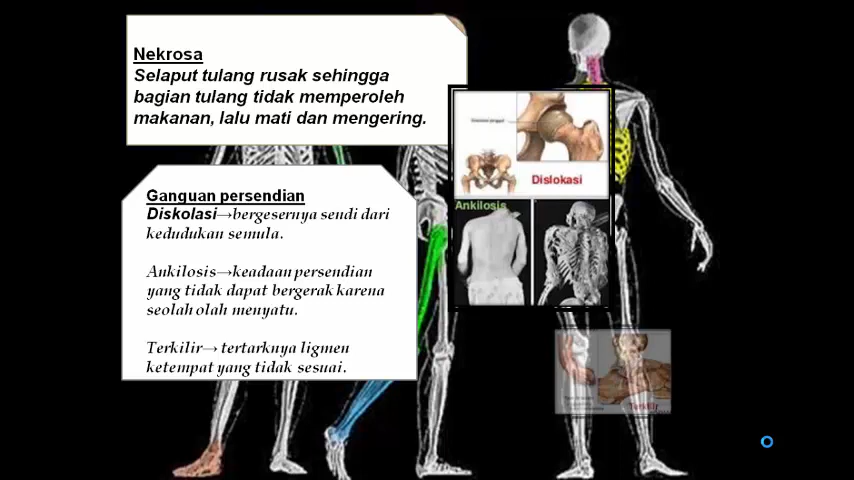 Nekrosa
Selaput tulang rusak sehingga
bagian tulang tidak memperoleh
makanan, lalu mati dan mengering.
Ganguan persendian
Diskolasi→bergesernya sendi dari
kedudukan semula.
Ankilosis→keadaan persendian
yang tidak dapat bergerak karena
seolah olah menyatu.
Terkilir→ tertarknya ligmen
ketempat yang tidak sesuai.
Dislokasi
Ankilosis
Terkilir